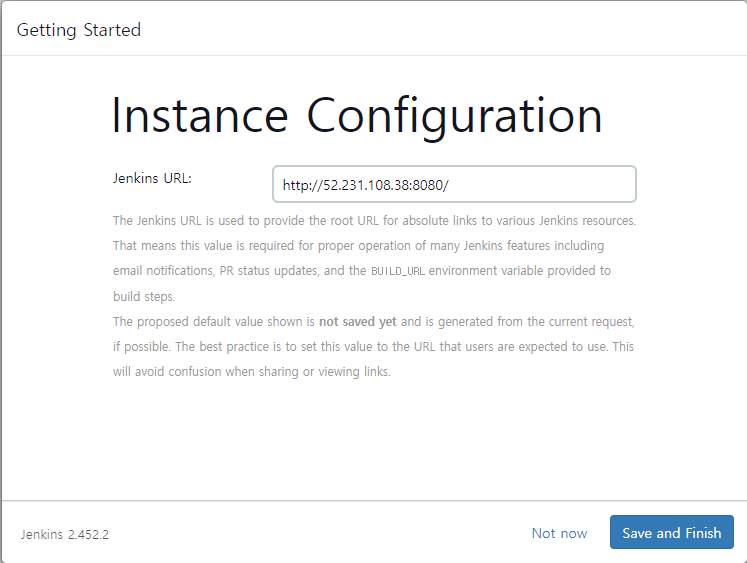 Getting Started
Instance Configuration
Jenkins URL:
http://52.231.108.38:8080/
The Jenkins URL is used to provide the root URL for absolute links to various Jenkins resources.
That means this value is required for proper operation of many Jenkins features including
email notifications, PR status updates, and the BUILD_URL environment variable provided to
build steps.
The proposed default value shown is not saved yet and is generated from the current request,
if possible. The best practice is to set this value to the URL that users are expected to use. This
will avoid confusion when sharing or viewing links.
Jenkins 2.452.2
Not now
Save and Finish